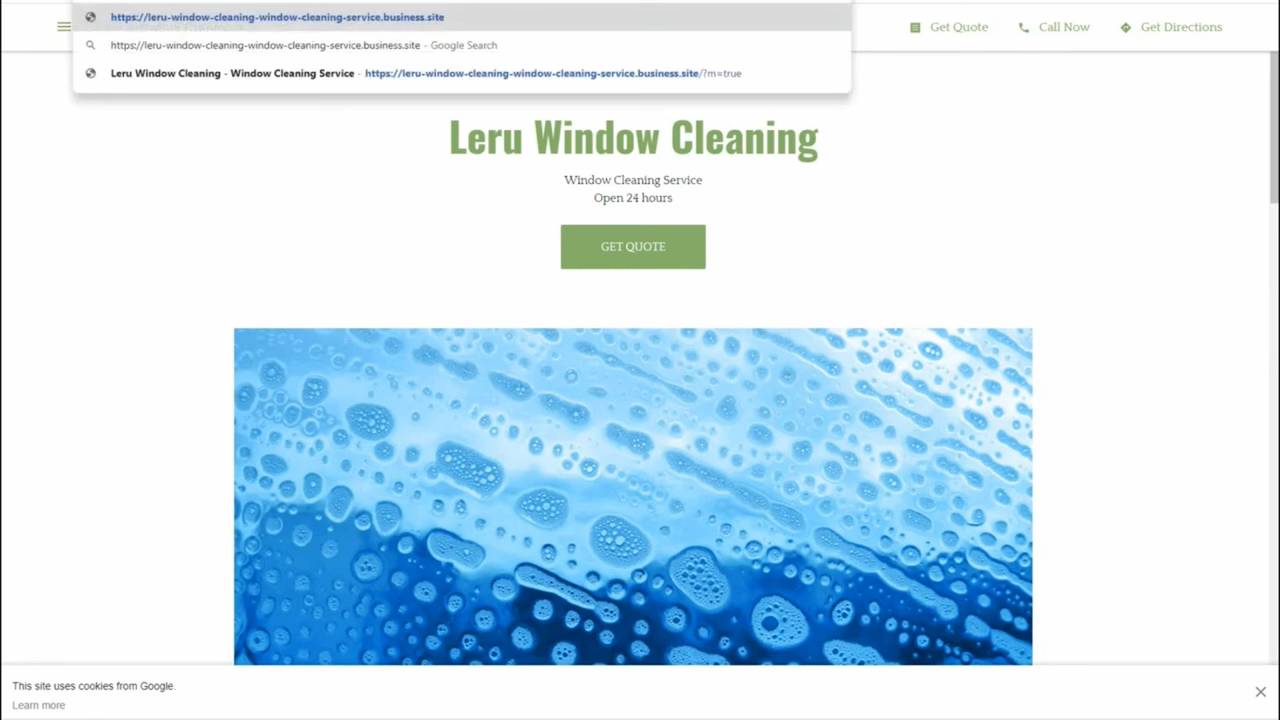 https://leru-window-cleaning-window-cleaning-service.business.site
https://leru-window-cleaning-window-cleaning-service.business.site - Google Search
Leru Window Cleaning - Window Cleaning Service - https://leru-window-cleaning-window-cleaning-service.business.site/?m=true
Get Quote Call Now Get Directions
Leru Window Cleaning
Window Cleaning Service
Open 24 hours
GET QUOTE
This site uses cookies from Google.
Learn more